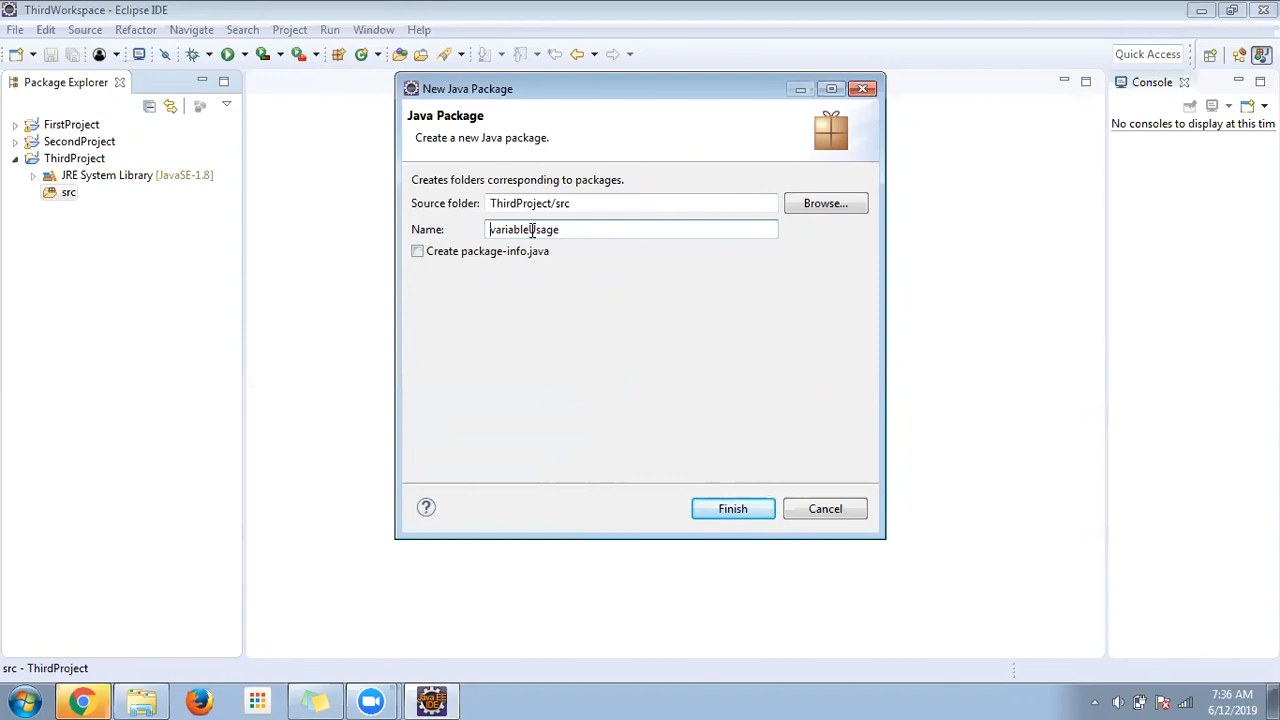 ThirdWorkspace - Eclipse IDE
File Edit Source Refactor Navigate Search Project Run Window Help
Quick Access
Package Explorer
Console
New Java Package
Java Package
Create a new Java package.
No consoles to display at this tim
FirstProject
SecondProject
ThirdProject
JRE System Library [JavaSE-1.8]
src
Creates folders corresponding to packages.
Source folder: ThirdProject/src Browse...
Name: variableUsage
Create package-info.java
Finish Cancel
src - ThirdProject
Java EE
IDE
7:36 AM
6/12/2019